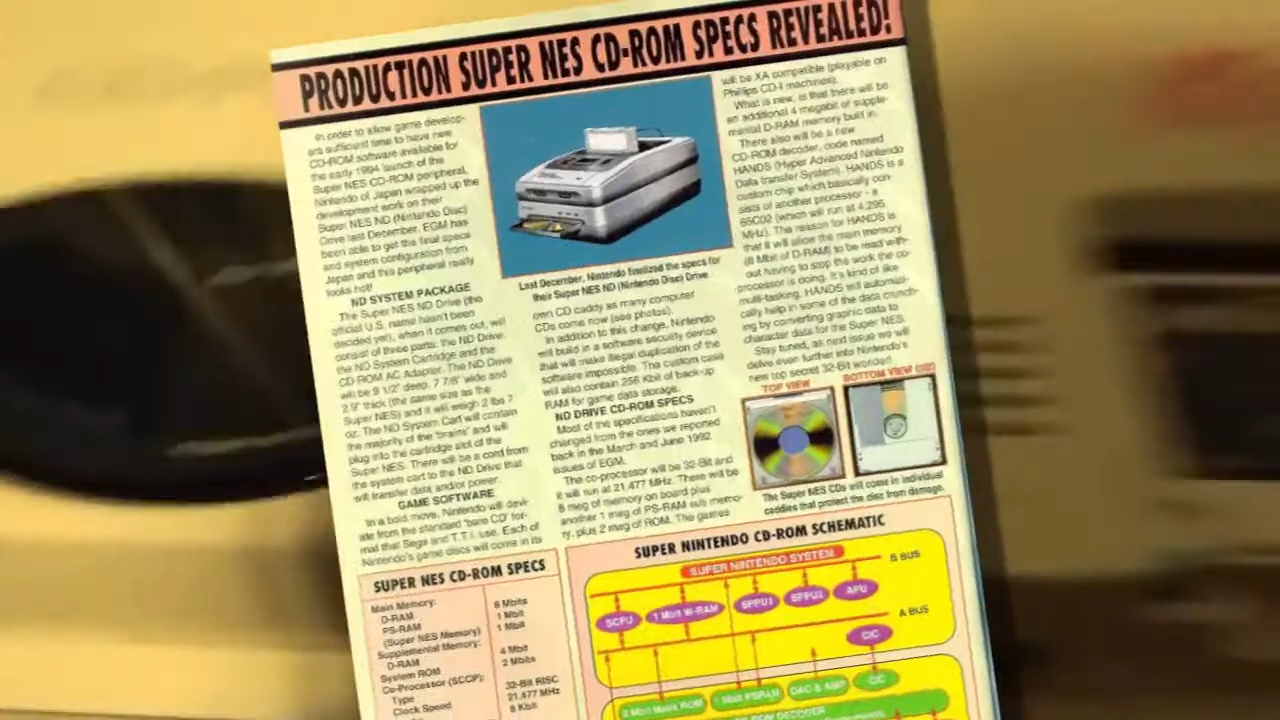 PRODUCTION SUPER NES CD-ROM SPECS REVEALED!
In order to allow game develop-
ers sufficient time to have new
CD-ROM software available for
the early 1994 launch of the
Super NES CD-ROM peripheral,
Nintendo of Japan wrapped up the
development work on their
Super NES ND (Nintendo Disc)
Drive last December. EGM has
been able to get the final specs
and system configuration from
Japan and this peripheral really
looks hot!
ND SYSTEM PACKAGE
The Super NES ND Drive (the
official U.S. name hasn't been
decided yet), when it comes out, will
consist of three parts: the ND Drive,
the ND System Cartridge and the
CD-ROM AC Adapter. The ND Drive
will be 9 1/2" deep, 7 7/8" wide and
2.9" thick (the same size as the
Super NES) and it will weigh 2 lbs 7
oz. The ND System Cart will contain
the majority of the 'brains' and will
plug into the cartridge slot of the
Super NES. There will be a cord from
the system cart to the ND Drive that
will transfer data and/or power.
GAME SOFTWARE
In a bold move, Nintendo will devi-
ate from the standard 'bare CD' for-
mat that Sega and T.T.I. use. Each of
Nintendo's game discs will come in its
Last December, Nintendo finalized the specs for
their Super NES ND (Nintendo Disc) Drive
own CD caddy as many computer
CDs come now (see photos).
In addition to this change, Nintendo
will build in a software security device
that will make illegal duplication of the
software impossible. The custom case
will also contain 256 Kbit of back-up
RAM for game data storage.
ND DRIVE CD-ROM SPECS
Most of the specifications haven't
changed from the ones we reported
back in the March and June 1992
issues of EGM.
The co-processor will be 32-Bit and
it will run at 21.477 MHz. There will be
8 meg of memory on board plus
another 1 meg of PS-RAM sub memo-
ry, plus 2 meg of ROM. The games
will be XA compatible (playable on
Phillips CD-I machines).
What is new, is that there will be
an additional 4 megabit of supple-
mental D-RAM memory built in.
There also will be a new
CD-ROM decoder, code named
HANDS (Hyper Advanced Nintendo
Data transfer System). HANDS is a
custom chip which basically con-
sists of another processor - a
65C02 (which will run at 4.295
MHz). The reason for HANDS is
that it will allow the main memory
(8 Mbit of D-RAM) to be read with-
out having to stop the work the co-
processor is doing. It's kind of like
multi-tasking. HANDS will automati-
cally help in some of the data crunch-
ing by converting graphic data to
character data for the Super NES.
Stay tuned, as next issue we will
delve even further into Nintendo's
new top secret 32-Bit wonder!
TOP VIEW
BOTTOM VIEW
The Super NES CDs will come in individual
caddies that protect the disc from damage.
SUPER NES CD-ROM SPECS
Main Memory:
D-RAM 8 Mbits
PS-RAM 1 Mbit
(Super NES Memory) 1 Mbit
Supplemental Memory:
D-RAM 4 Mbit
System ROM 2 Mbits
Co-Processor (SCCP):
Type 32-Bit RISC
Clock Speed 21.477 MHz
8 Kbit
SUPER NINTENDO CD-ROM SCHEMATIC
SUPER NINTENDO SYSTEM
B BUS
SCPU
1 Mbit W-RAM
SPPU1
SPPU2
APU
A BUS
CIC
2 Mbit Mask ROM
1 Mbit PSRAM
DAC & AMP
CIC
DECODER